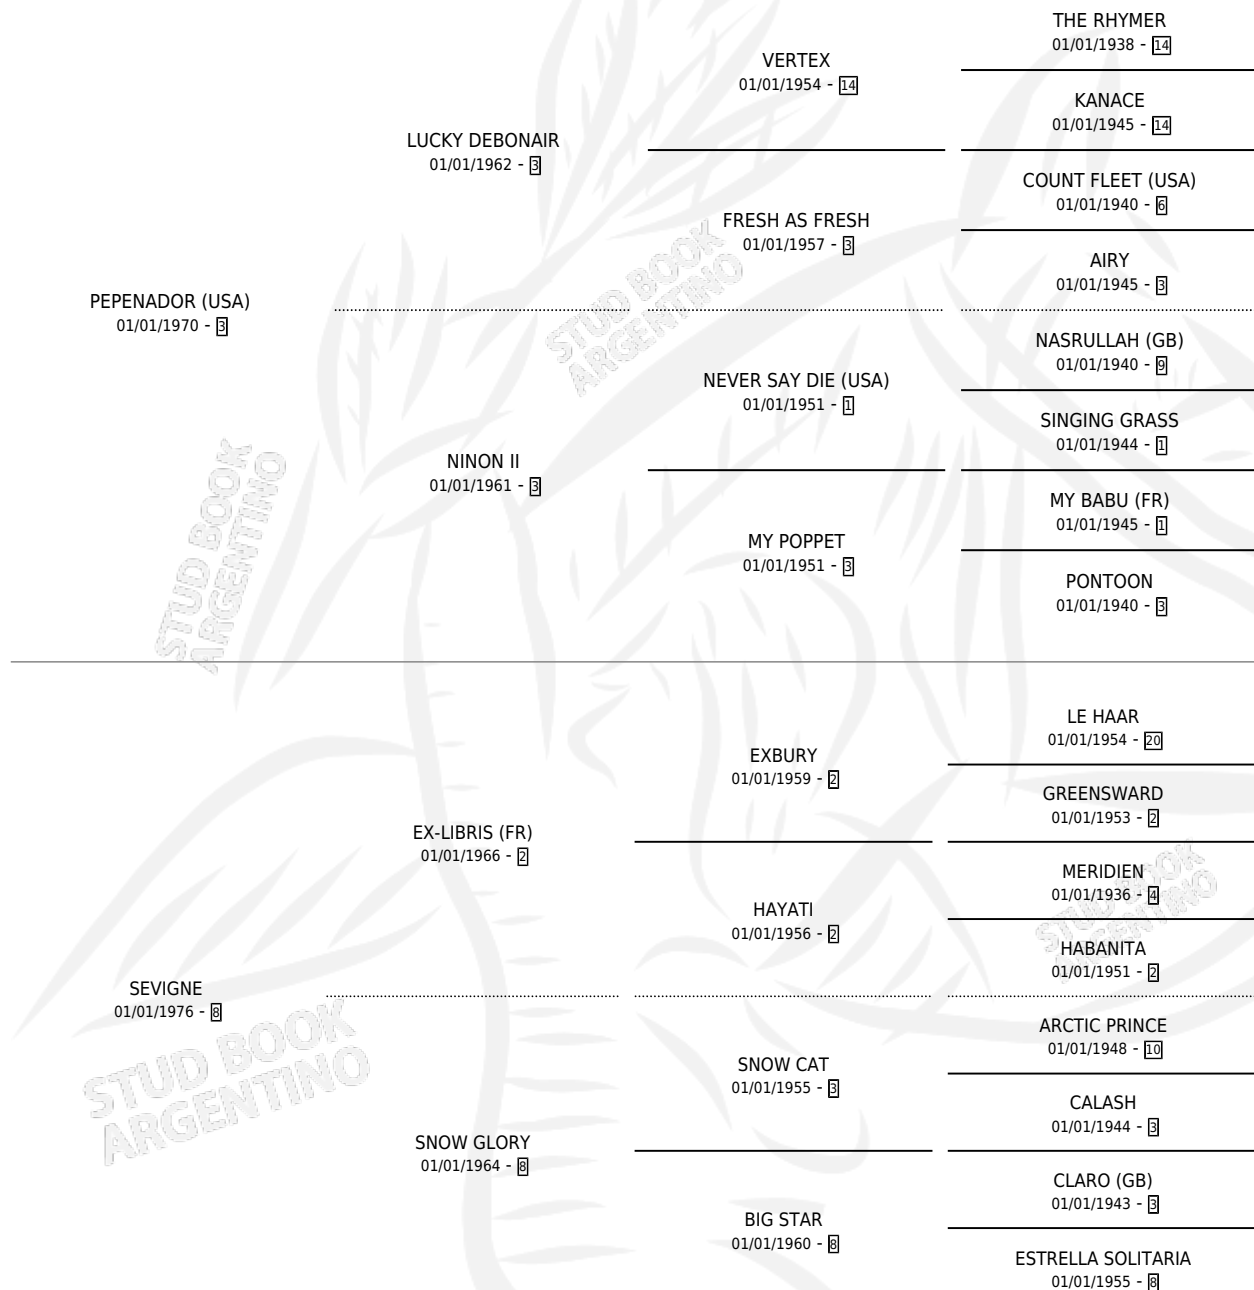 PEPENADOR (USA)
01/01/1970 - 3
LUCKY DEBONAIR
01/01/1962 - 3
NINON II
01/01/1961 - 3
VERTEX
01/01/1954 - 14
FRESH AS FRESH
01/01/1957 - 3
NEVER SAY DIE (USA)
01/01/1951 - 1
MY POPPET
01/01/1951 - 3
THE RHYMER
01/01/1938 - 14
KANACE
01/01/1945 - 14
COUNT FLEET (USA)
01/01/1940 - 6
AIRY
01/01/1945 - 3
NASRULLAH (GB)
01/01/1940 - 9
SINGING GRASS
01/01/1944 - 1
MY BABU (FR)
01/01/1945 - 1
PONTOON
01/01/1940 - 3
STUD BOOK
ARGENTINO
STUD BOOK
ARGENTINO
SEVIGNE
01/01/1976 - 8
EX-LIBRIS (FR)
01/01/1966 - 2
SNOW GLORY
01/01/1964 - 8
EXBURY
01/01/1959 - 2
HAYATI
01/01/1956 - 2
SNOW CAT
01/01/1955 - 3
BIG STAR
01/01/1960 - 8
LE HAAR
01/01/1954 - 20
GREENSWARD
01/01/1953 - 2
MERIDIEN
01/01/1936 - 4
HABANITA
01/01/1951 - 2
ARCTIC PRINCE
01/01/1948 - 10
CALASH
01/01/1944 - 3
CLARO (GB)
01/01/1943 - 3
ESTRELLA SOLITARIA
01/01/1955 - 8
STUD BOOK
ARGENTINO
STUD BOOK
ARGENTINO